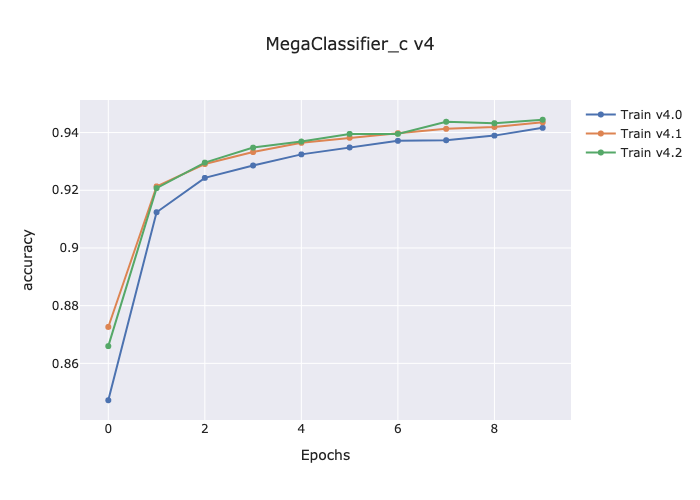 MegaClassifier_c v4
Train v4.0
Train v4.1
Train v4.2
0.94
0.92
0.9
0.88
0.86
accuracy
0 2 4 6 8
Epochs